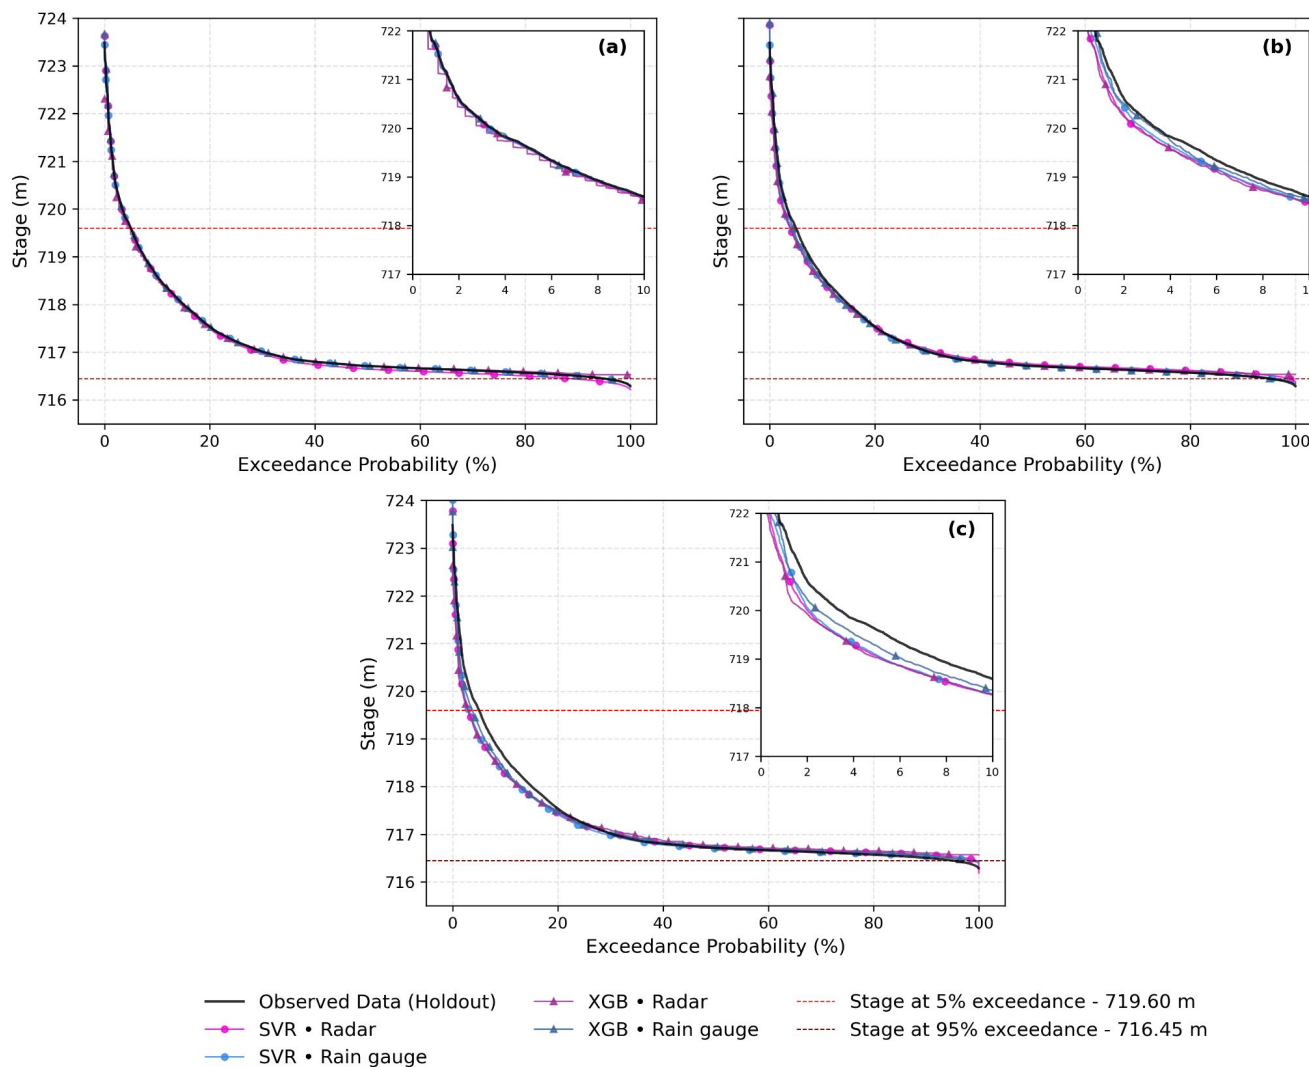 724
723
722
721
720
719
718
717
716
Stage (m)
0 20 40 60 80 100
Exceedance Probability (%)
(a)
722
721
720
719
718
717
0 2 4 6 8 10
Stage (m)
0 20 40 60 80 100
Exceedance Probability (%)
(b)
722
721
720
719
718
717
0 2 4 6 8 10
724
723
722
721
720
719
718
717
716
Stage (m)
0 20 40 60 80 100
Exceedance Probability (%)
(c)
722
721
720
719
718
717
0 2 4 6 8 10
Observed Data (Holdout)
SVR • Radar
SVR • Rain gauge
XGB • Radar
XGB • Rain gauge
Stage at 5% exceedance - 719.60 m
Stage at 95% exceedance - 716.45 m